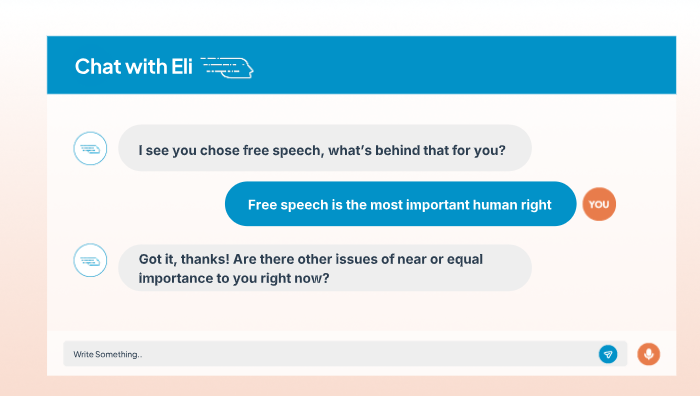 Chat with Eli
I see you chose free speech, what's behind that for you?
Free speech is the most important human right
YOU
Got it, thanks! Are there other issues of near or equal
importance to you right now?
Write Something..